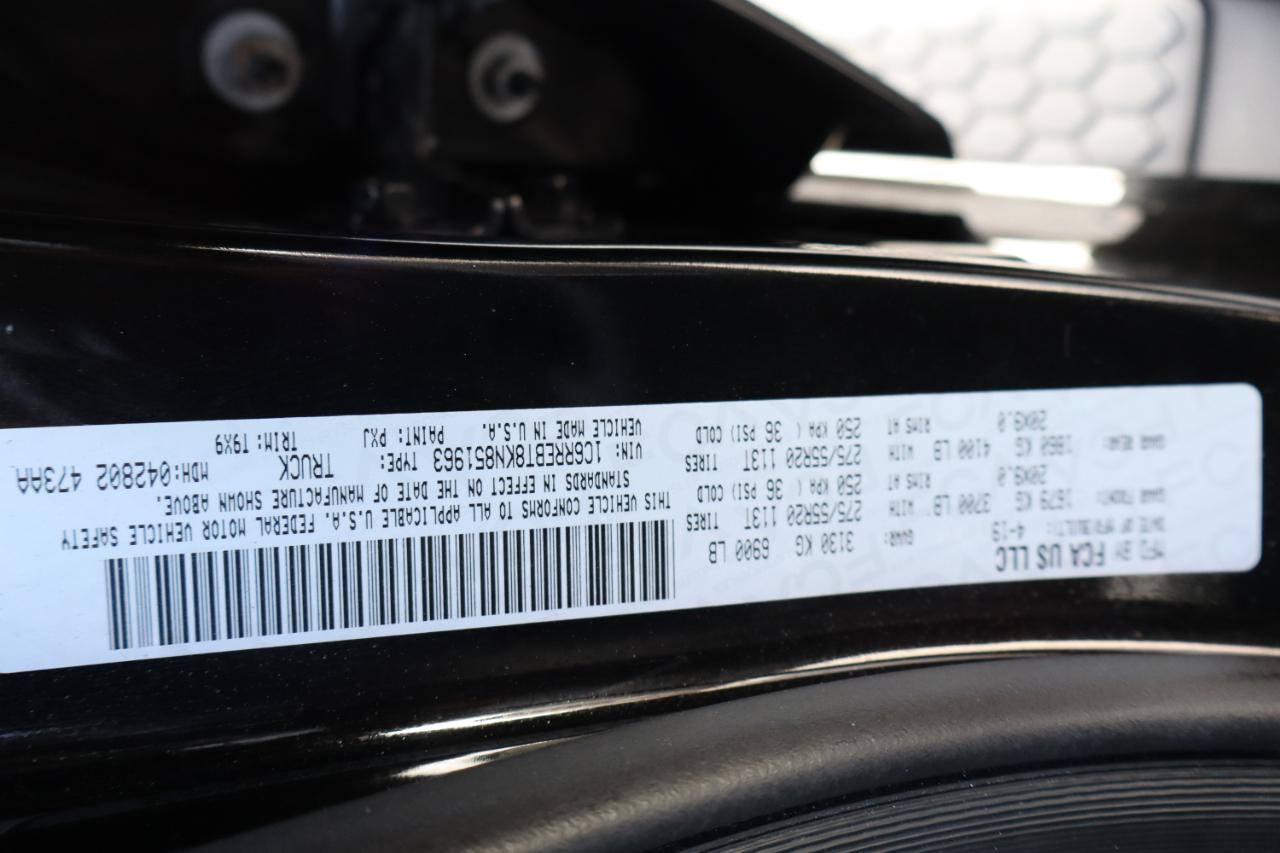 MFD BY FCA US LLC
DATE OF MFR (BUILT): 4-19 GVWR: 3130 KG 6900 LB
GAWR FRONT: 1679 KG 3700 LB WITH 275/55R20 113T TIRES
20X9.0 RIMS AT 250 KPA ( 36 PSI) COLD
GAWR REAR: 1860 KG 4100 LB WITH 275/55R20 113T TIRES
20X9.0 RIMS AT 250 KPA ( 36 PSI) COLD
THIS VEHICLE CONFORMS TO ALL APPLICABLE U.S.A. FEDERAL MOTOR VEHICLE SAFETY
STANDARDS IN EFFECT ON THE DATE OF MANUFACTURE SHOWN ABOVE.
VIN: 1C6RREBT8KN851963 TYPE: TRUCK MDH:042802 473AA
VEHICLE MADE IN U.S.A. PAINT: PXJ TRIM: T9X9